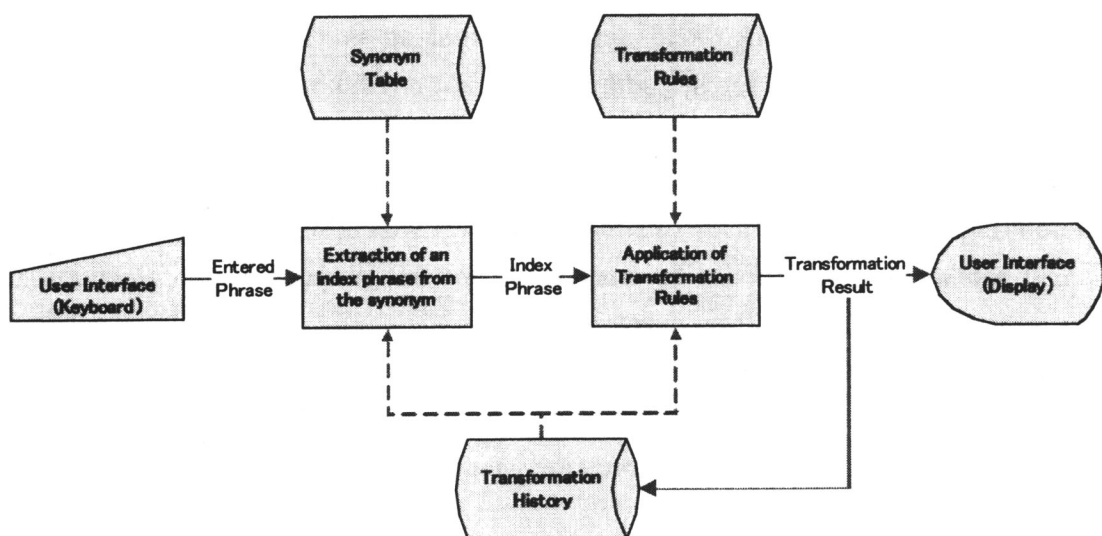 Synonym
Table
Transformation
Rules
User Interface
(Keyboard)
Entered
Phrase
Extraction of an
index phrase from
the synonym
Index
Phrase
Application of
Transformation
Rules
Transformation
Result
User Interface
(Display)
Transformation
History